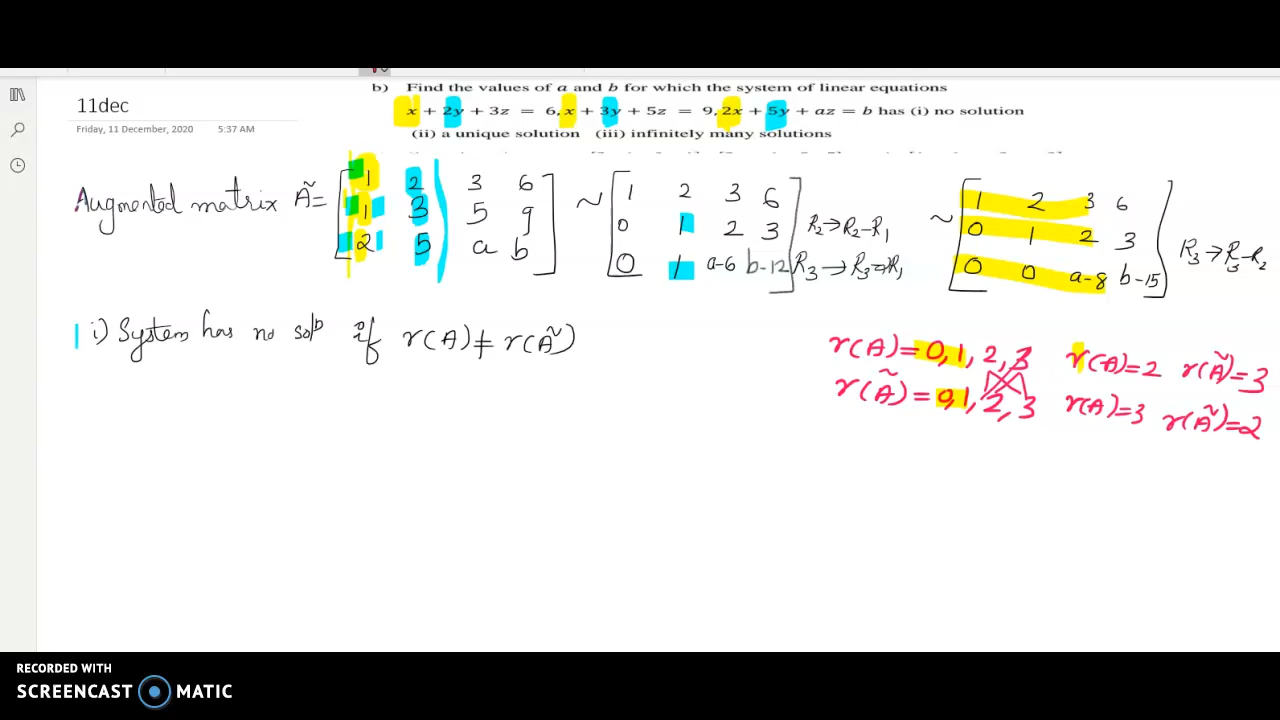 11dec
Friday, 11 December, 2020 5:37 AM
b) Find the values of a and b for which the system of linear equations
x + 2y + 3z = 6, x + 3y + 5z = 9, 2x + 5y + az = b has (i) no solution
(ii) a unique solution (iii) infinitely many solutions
Augmented matrix Ã = [1 2 3 6 ~ [1 2 3 6 ~ [1 2 3 6
1 3 5 9 0 1 2 3 R2→R2-R1 0 1 2 3
2 5 a b] 0 1 a-6 b-12] R3→R3-2R1 0 0 a-8 b-15] R3→R3-R2
i) System has no solⁿ if r(A) ≠ r(Ã)
r(A) = 0, 1, 2, 3 r(A)=2 r(Ã)=3
r(Ã) = 0, 1, 2, 3 r(A)=3 r(Ã)=2
RECORDED WITH
SCREENCAST MATIC